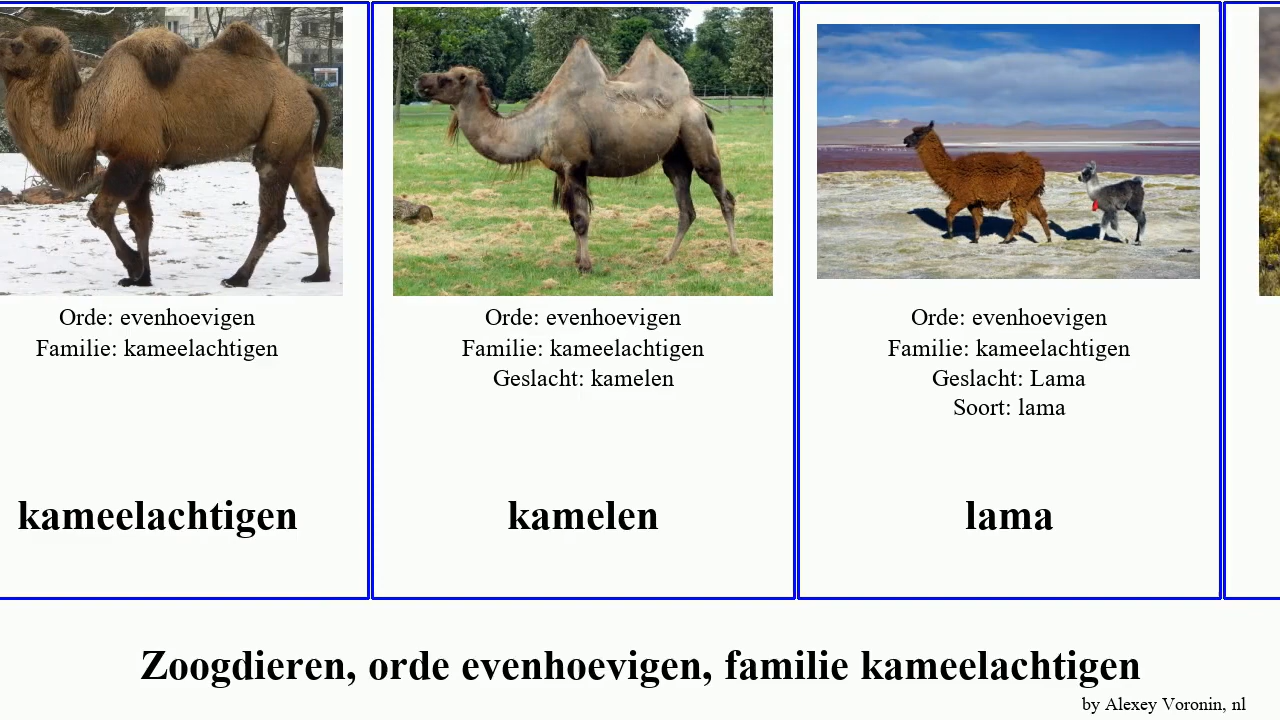 Orde: evenhoevigen
Familie: kameelachtigen
kameelachtigen
Orde: evenhoevigen
Familie: kameelachtigen
Geslacht: kamelen
kamelen
Orde: evenhoevigen
Familie: kameelachtigen
Geslacht: Lama
Soort: lama
lama
Zoogdieren, orde evenhoevigen, familie kameelachtigen
by Alexey Voronin, nl